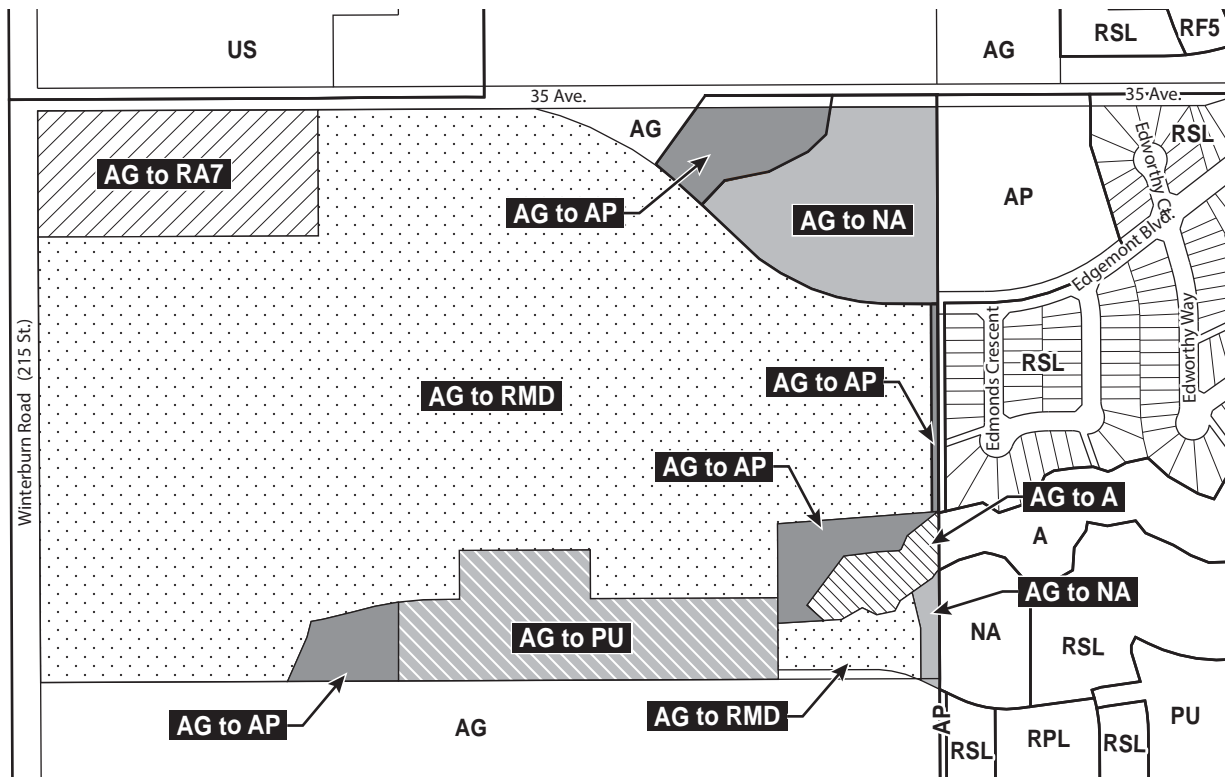 US
AG
RSL
RF5
35 Ave.
35 Ave.
AG
RSL
AG to RA7
Edworthy Cr.
AG to AP
AG to NA
AP
Edgemont Blvd.
Winterburn Road (215 St.)
Edmonds Crescent
RSL
Edworthy Way
AG to RMD
AG to AP
AG to AP
AG to A
A
AG to NA
AG to PU
NA
RSL
AG to AP
AG
AG to RMD
AP
RSL
RPL
RSL
PU